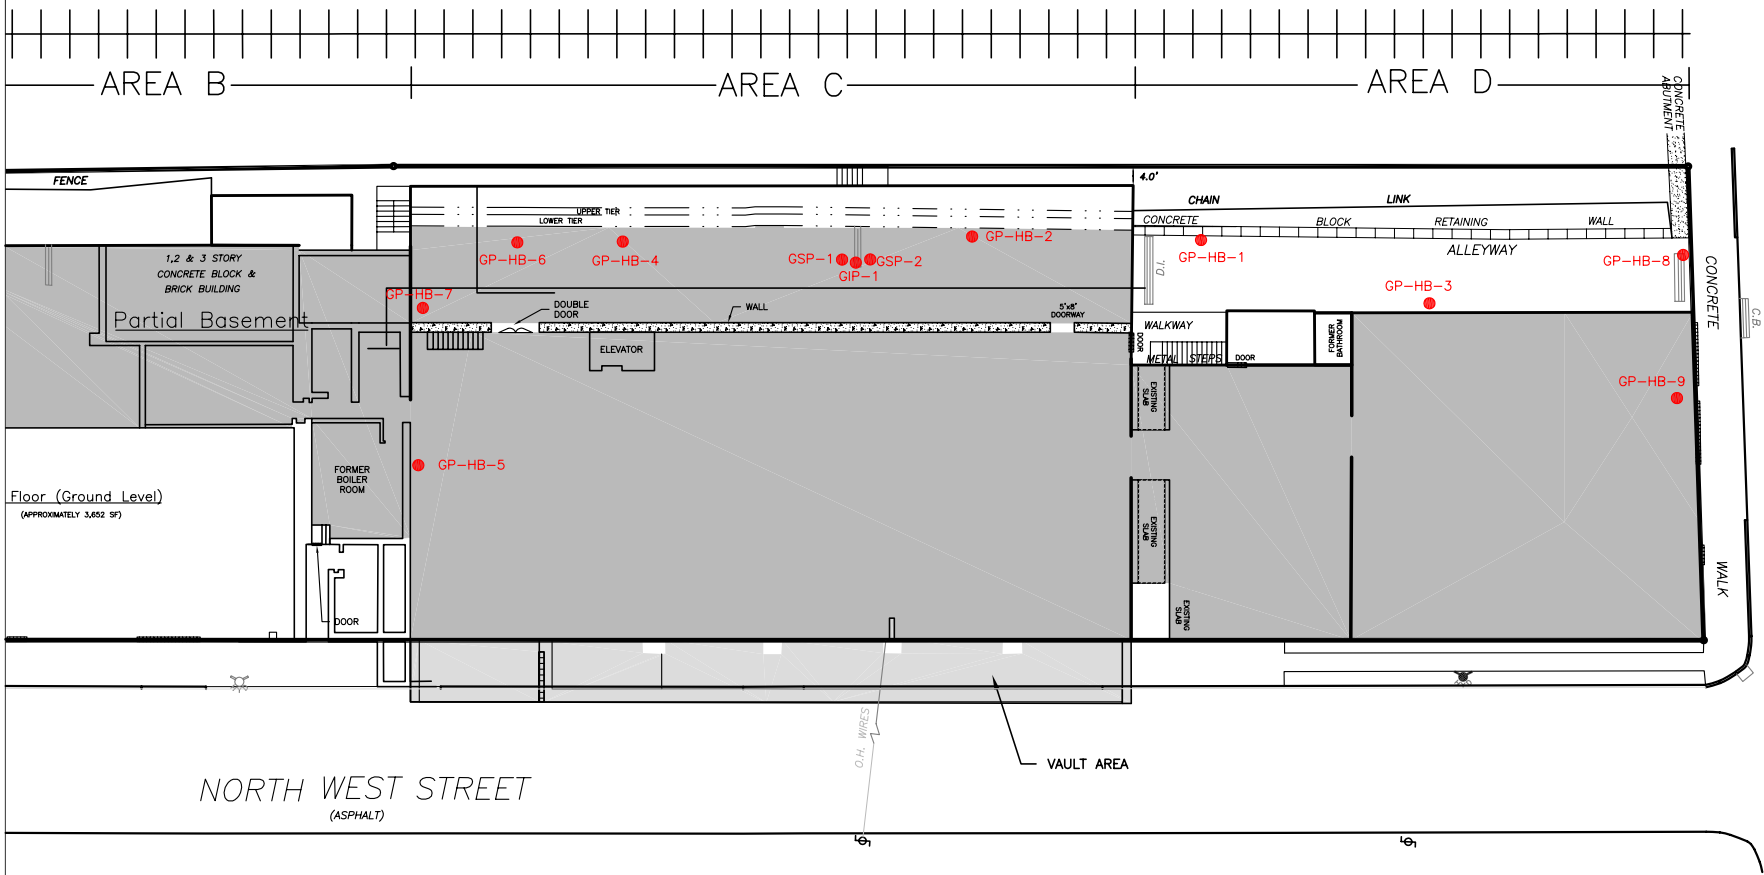 AREA B
AREA C
AREA D
CONCRETE
ABUTMENT
FENCE
4.0'
CHAIN
LINK
UPPER TIER
LOWER TIER
CONCRETE
BLOCK
RETAINING
WALL
ALLEYWAY
GP-HB-6
GP-HB-4
GP-HB-2
GSP-1
GSP-2
GIP-1
GP-HB-1
GP-HB-8
GP-HB-3
GP-HB-7
D.I.
CONCRETE
C.B.
1,2 & 3 STORY
CONCRETE BLOCK &
BRICK BUILDING
Partial Basement
DOUBLE
DOOR
WALL
5'x8'
DOORWAY
WALKWAY
DOOR
METAL STEPS
DOOR
FORMER
BATHROOM
ELEVATOR
EXISTING
SLAB
GP-HB-9
GP-HB-5
FORMER
BOILER
ROOM
Floor (Ground Level)
(APPROXIMATELY 3,652 SF)
EXISTING
SLAB
EXISTING
SLAB
WALK
DOOR
O.H. WIRES
VAULT AREA
NORTH WEST STREET
(ASPHALT)